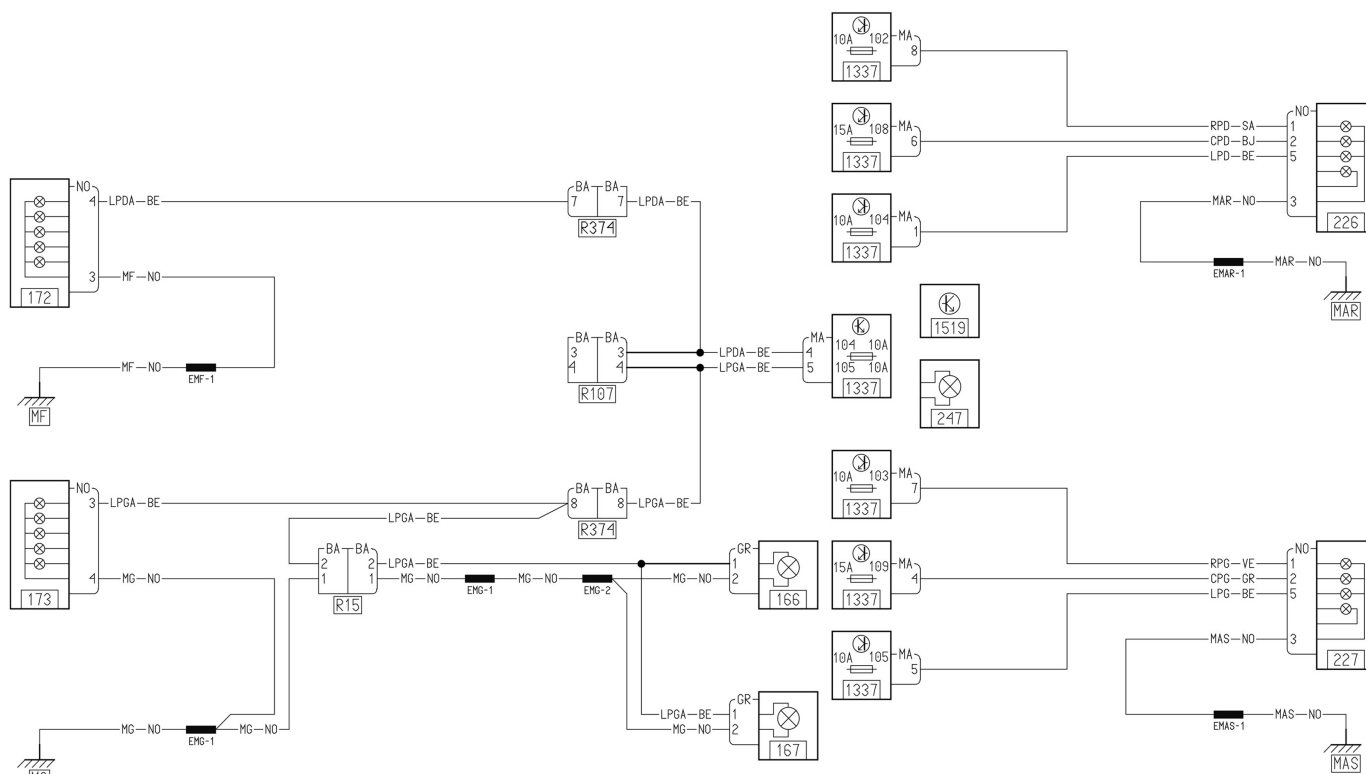 10A 102 MA
8
1337
15A 108 MA
6
1337
10A 104 MA
1
1337
NO
RPD—SA 1
CPD—BJ 2
LPD—BE 5
MAR—NO 3
226
EMAR-1 MAR—NO
MAR
NO
4 LPDA—BE
3 MF—NO
172
MF—NO EMF-1
MF
BA BA
7 7 LPDA—BE
R374
BA BA
3 3 LPDA—BE
4 4 LPGA—BE
R107
MA
4 104 10A
5 105 10A
1337
1519
247
NO
3 LPGA—BE
4 MG—NO
173
BA BA
8 8 LPGA—BE
R374
LPGA—BE
BA BA
2 2 LPGA—BE
1 1 MG—NO EMG-1 MG—NO EMG-2 MG—NO
R15
GR
1
2
166
GR
LPGA—BE 1
MG—NO 2
167
MG—NO EMG-1 MG—NO
10A 103 MA
7
1337
15A 109 MA
4
1337
10A 105 MA
5
1337
NO
RPG—VE 1
CPG—GR 2
LPG—BE 5
MAS—NO 3
227
EMAS-1 MAS—NO
MAS